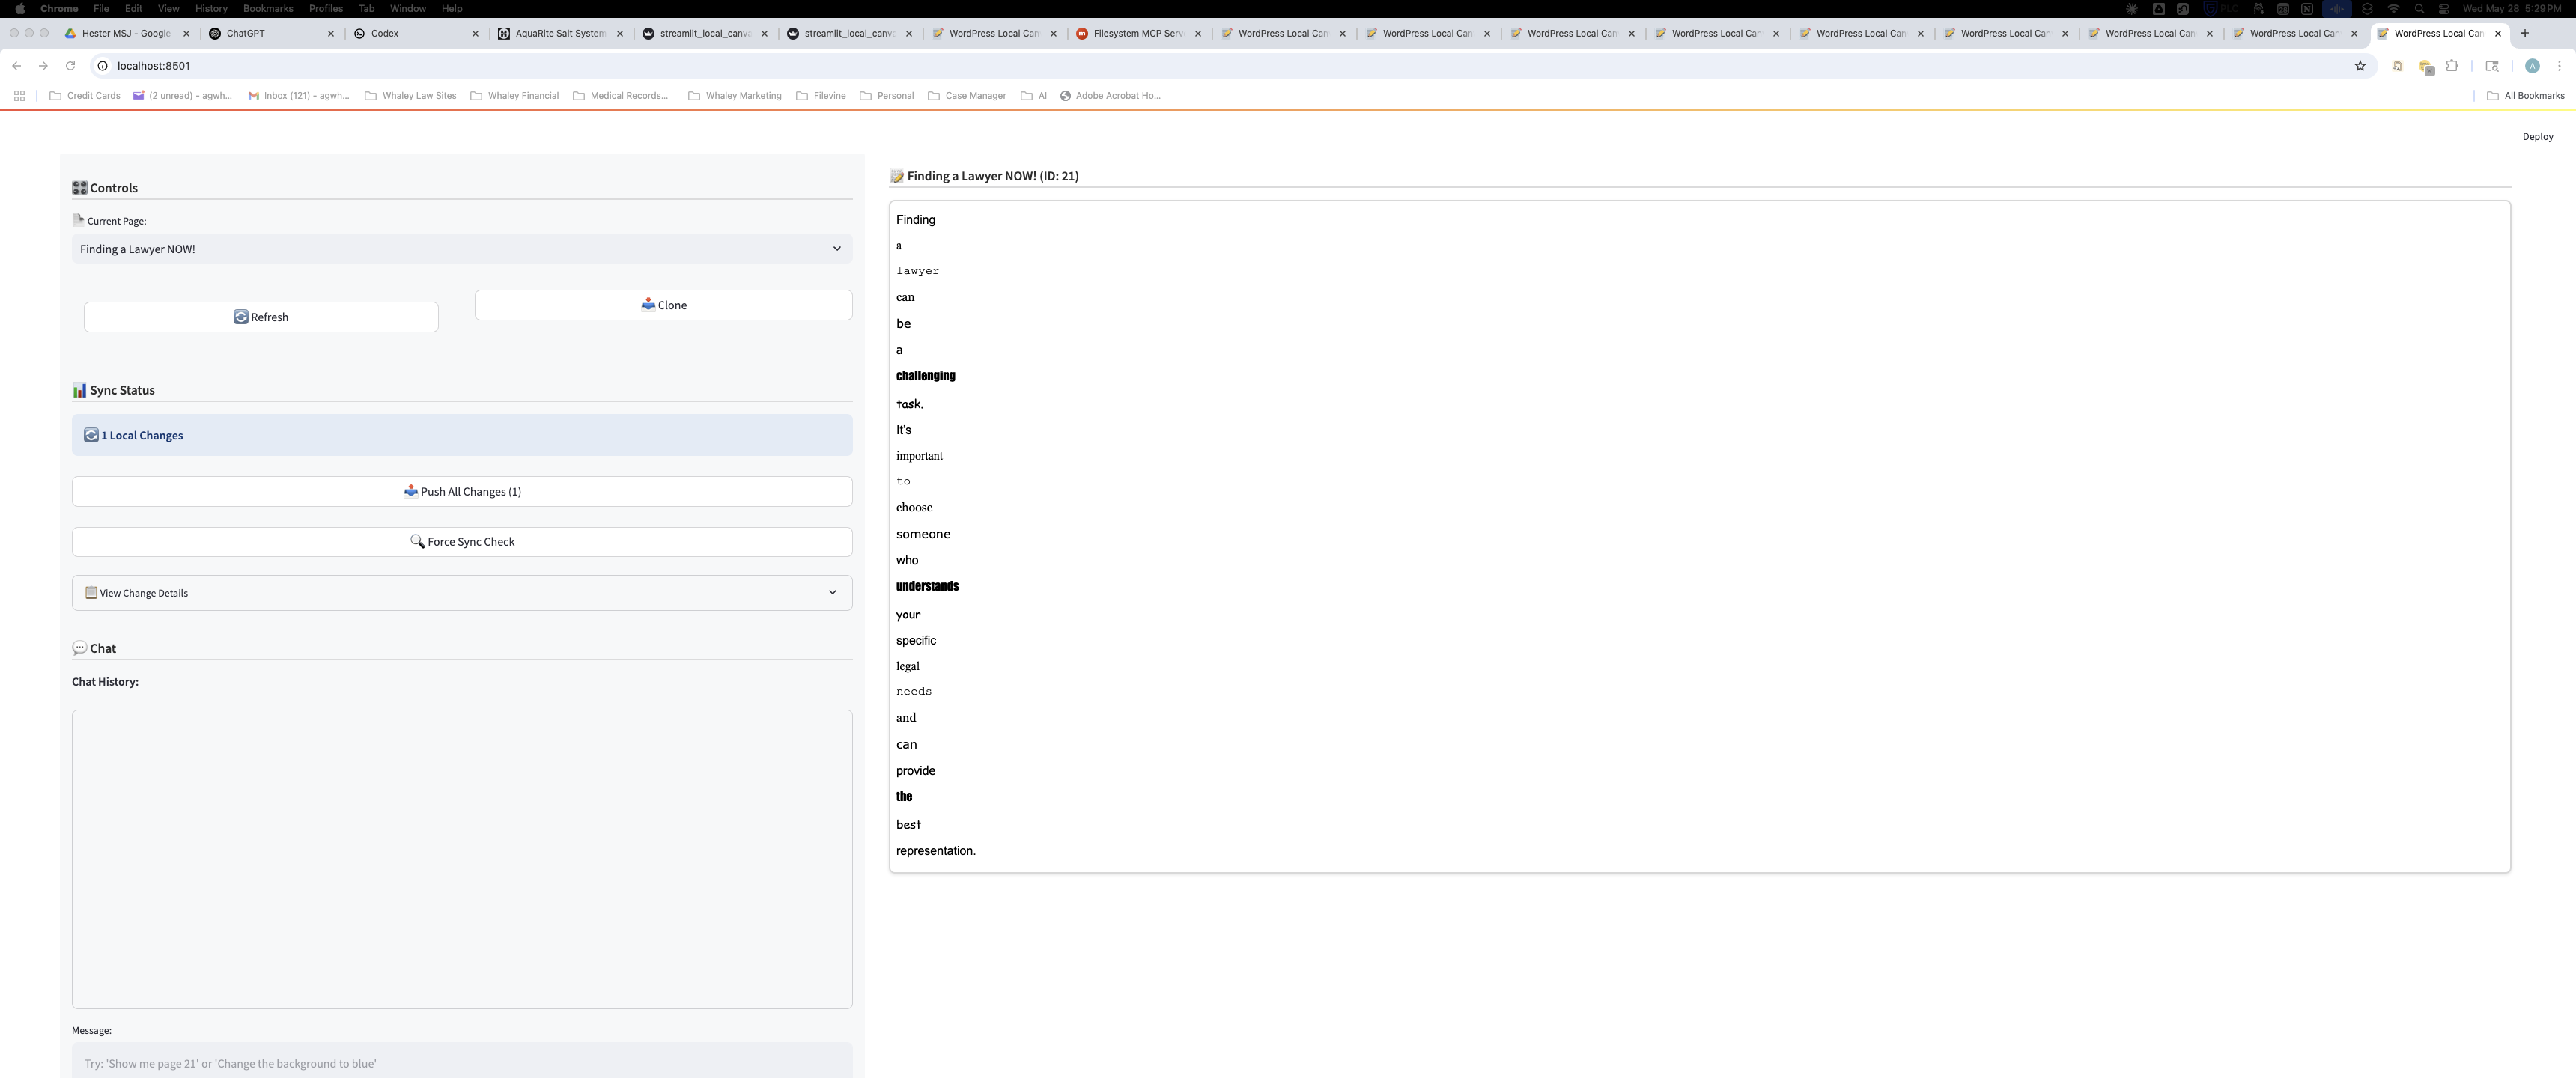 Chrome File Edit View History Bookmarks Profiles Tab Window Help
PLC Wed May 28 5:29 PM
Hester MSJ - Google ChatGPT Codex AquaRite Salt System streamlit_local_canva streamlit_local_canva WordPress Local Can Filesystem MCP Serve WordPress Local Can WordPress Local Can WordPress Local Can WordPress Local Can WordPress Local Can WordPress Local Can WordPress Local Can WordPress Local Can WordPress Local Can
localhost:8501 A
Credit Cards (2 unread) - agwh... Inbox (121) - agwh... Whaley Law Sites Whaley Financial Medical Records... Whaley Marketing Filevine Personal Case Manager AI Adobe Acrobat Ho... All Bookmarks
Deploy
Controls
Current Page:
Finding a Lawyer NOW!
Refresh
Clone
Sync Status
1 Local Changes
Push All Changes (1)
Force Sync Check
View Change Details
Chat
Chat History:
Message:
Try: 'Show me page 21' or 'Change the background to blue'
Finding a Lawyer NOW! (ID: 21)
Finding
a
lawyer
can
be
a
challenging
task.
It's
important
to
choose
someone
who
understands
your
specific
legal
needs
and
can
provide
the
best
representation.